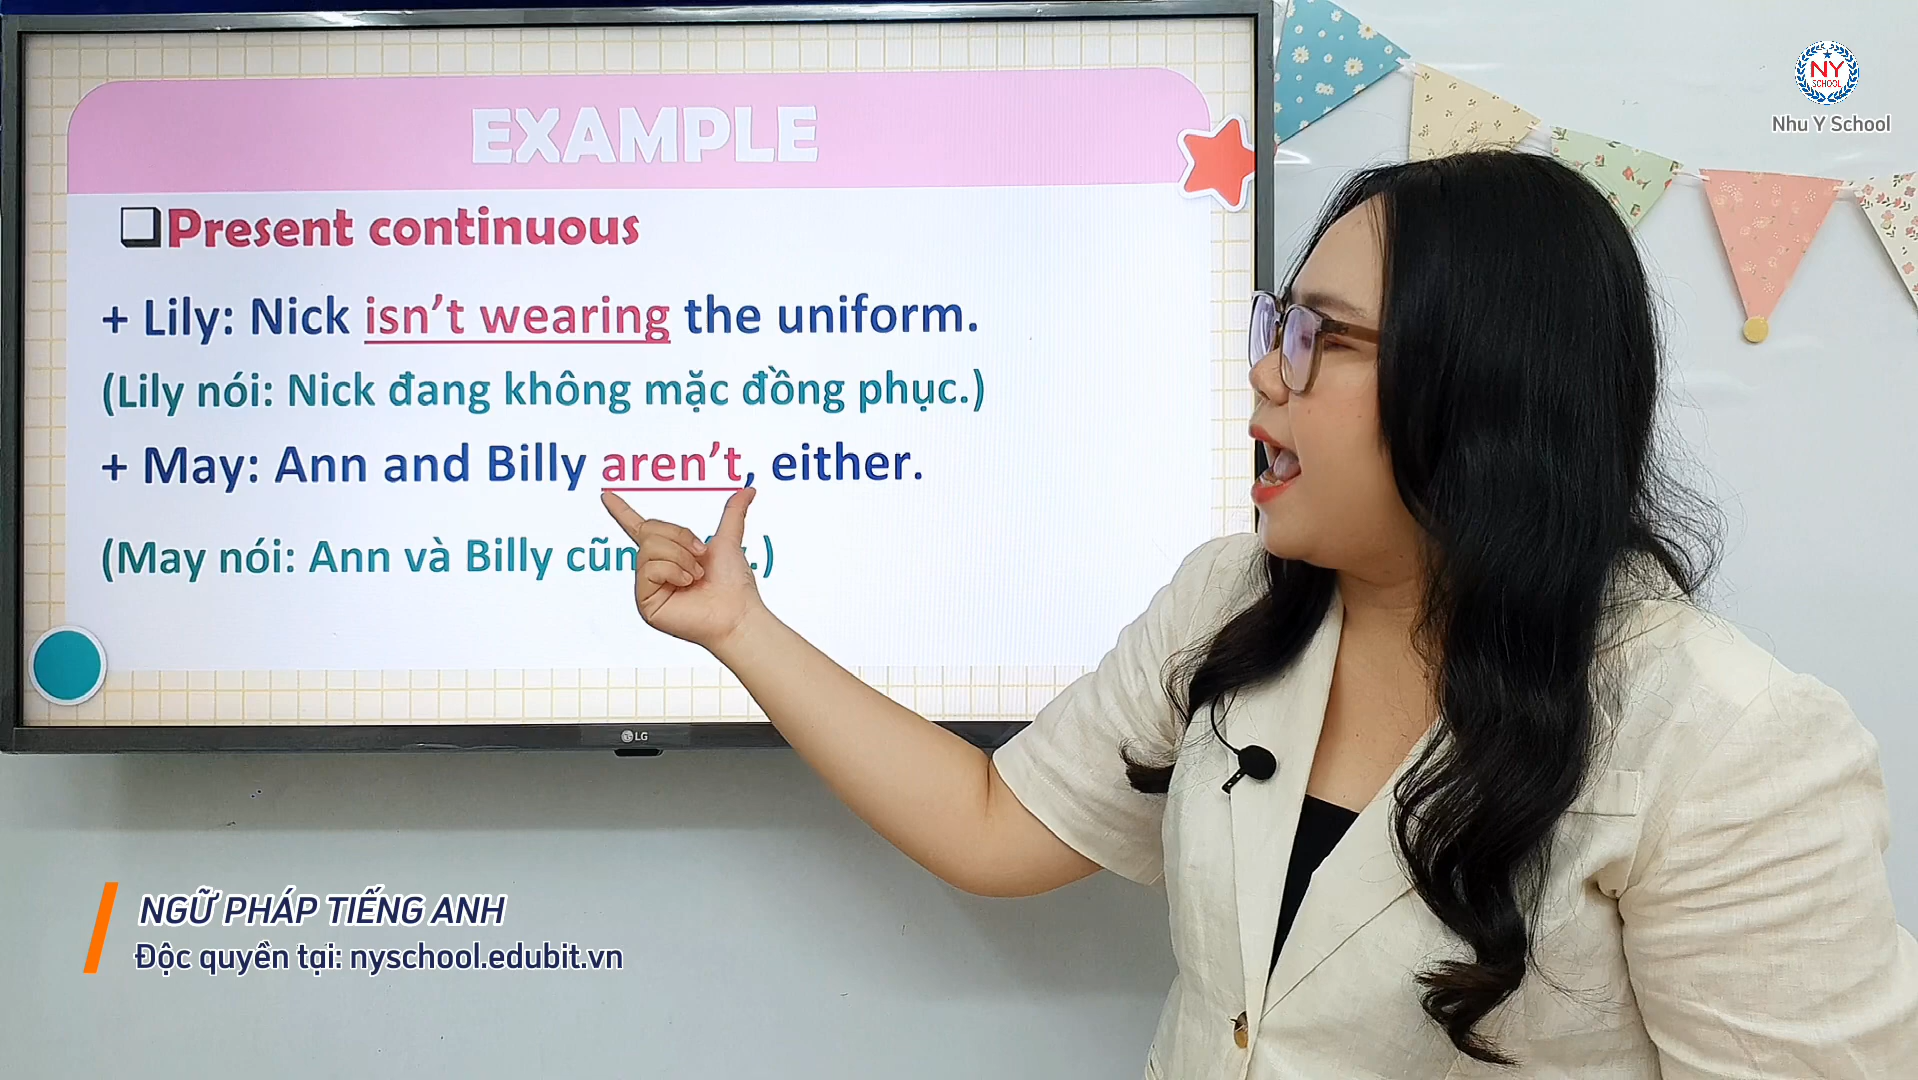 EXAMPLE
Present continuous
+ Lily: Nick isn’t wearing the uniform.
(Lily nói: Nick đang không mặc đồng phục.)
+ May: Ann and Billy aren’t, either.
(May nói: Ann và Billy .)
LG
NY
SCHOOL
Nhu Y School
NGỮ PHÁP TIẾNG ANH
Độc quyền tại: nyschool.edubit.vn